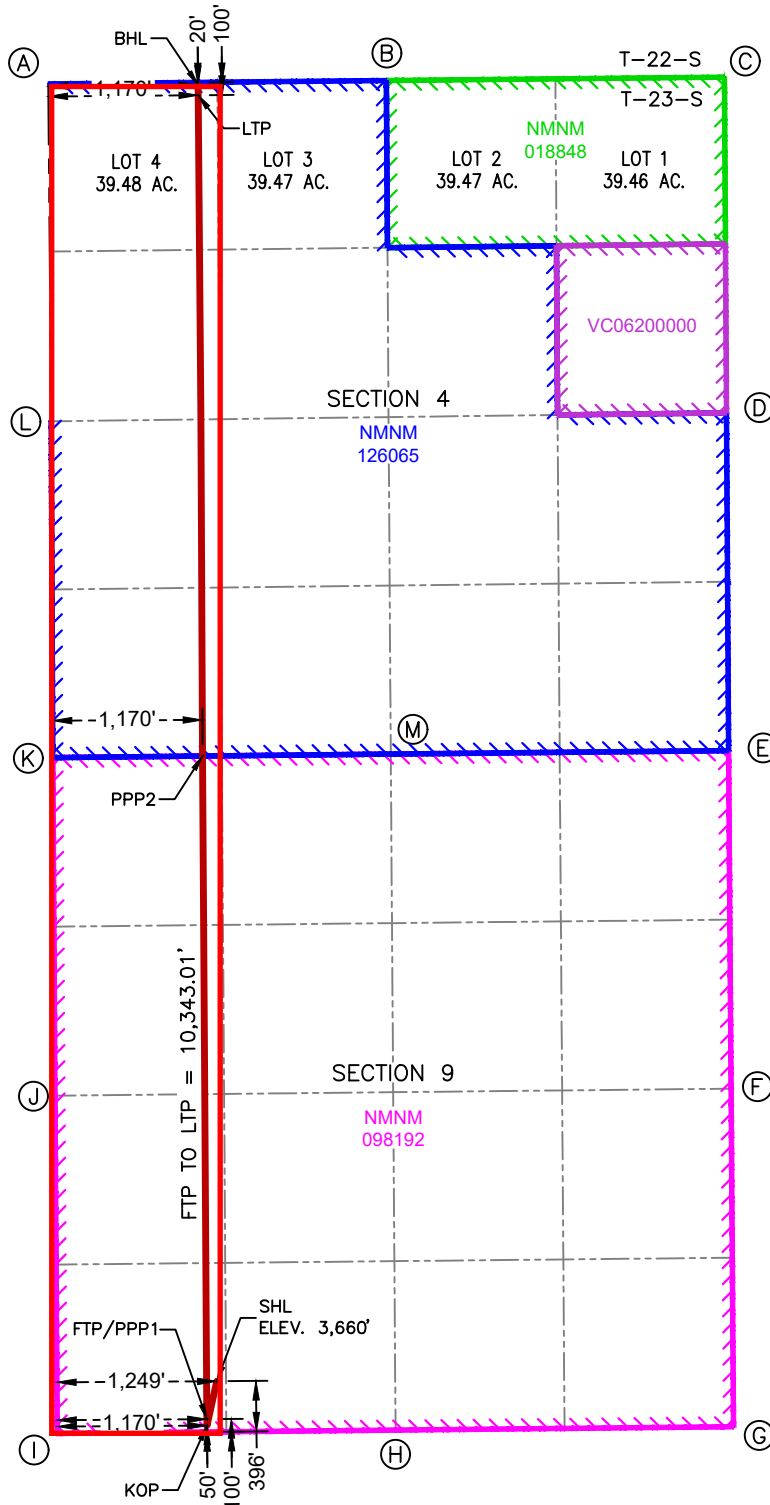 20'
100'
BHL
A
B
C
T-22-S
T-23-S
1,170'
LTP
NMNM
018848
LOT 4
39.48 AC.
LOT 3
39.47 AC.
LOT 2
39.47 AC.
LOT 1
39.46 AC.
VC06200000
SECTION 4
L
D
NMNM
126065
1,170'
M
K
E
PPP2
FTP TO LTP = 10,343.01'
SECTION 9
J
F
NMNM
098192
SHL
ELEV. 3,660'
FTP/PPP1
1,249'
1,170'
I
H
G
KOP
50'
100'
396'